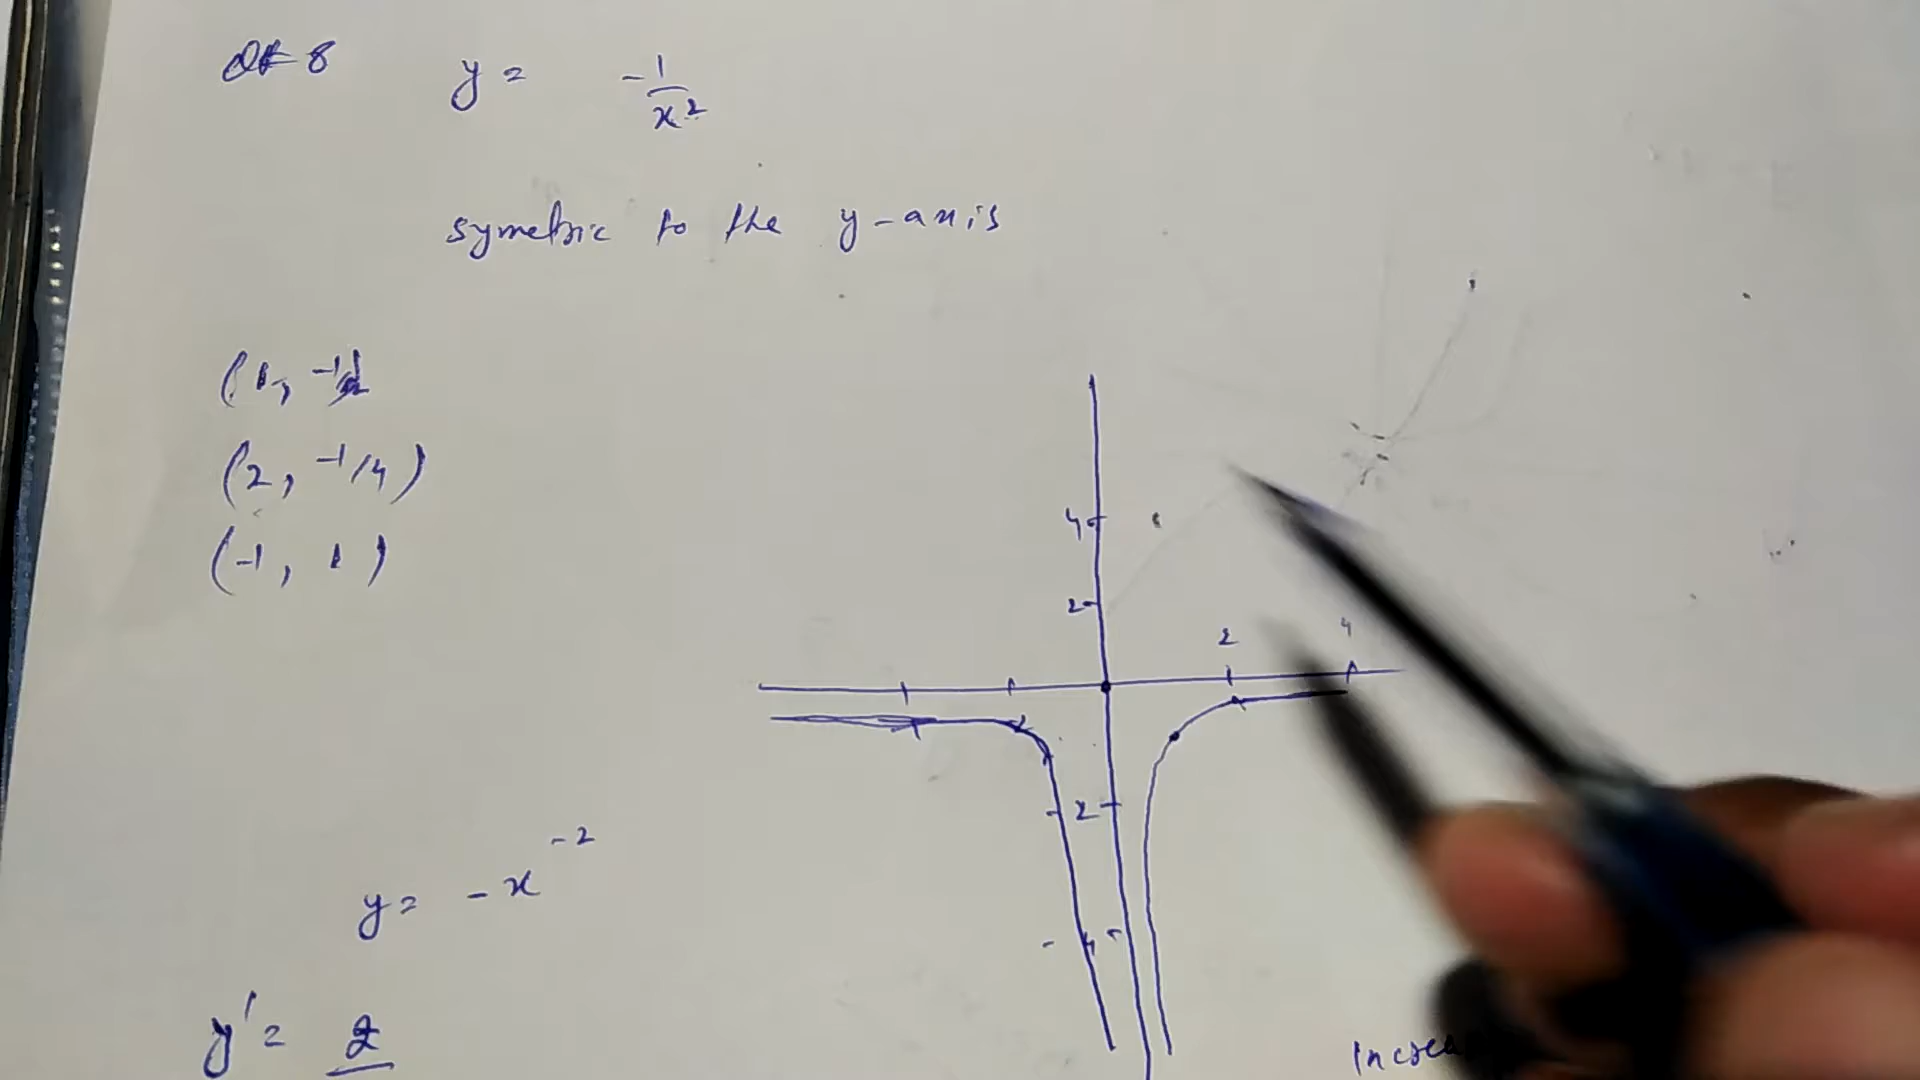 8 y = -1/x²
symetric to the y-axis
(1, -1
(2, -1/4)
(-1, 1)
4
2
2 4
2
4
y = -x⁻²
y' = 2